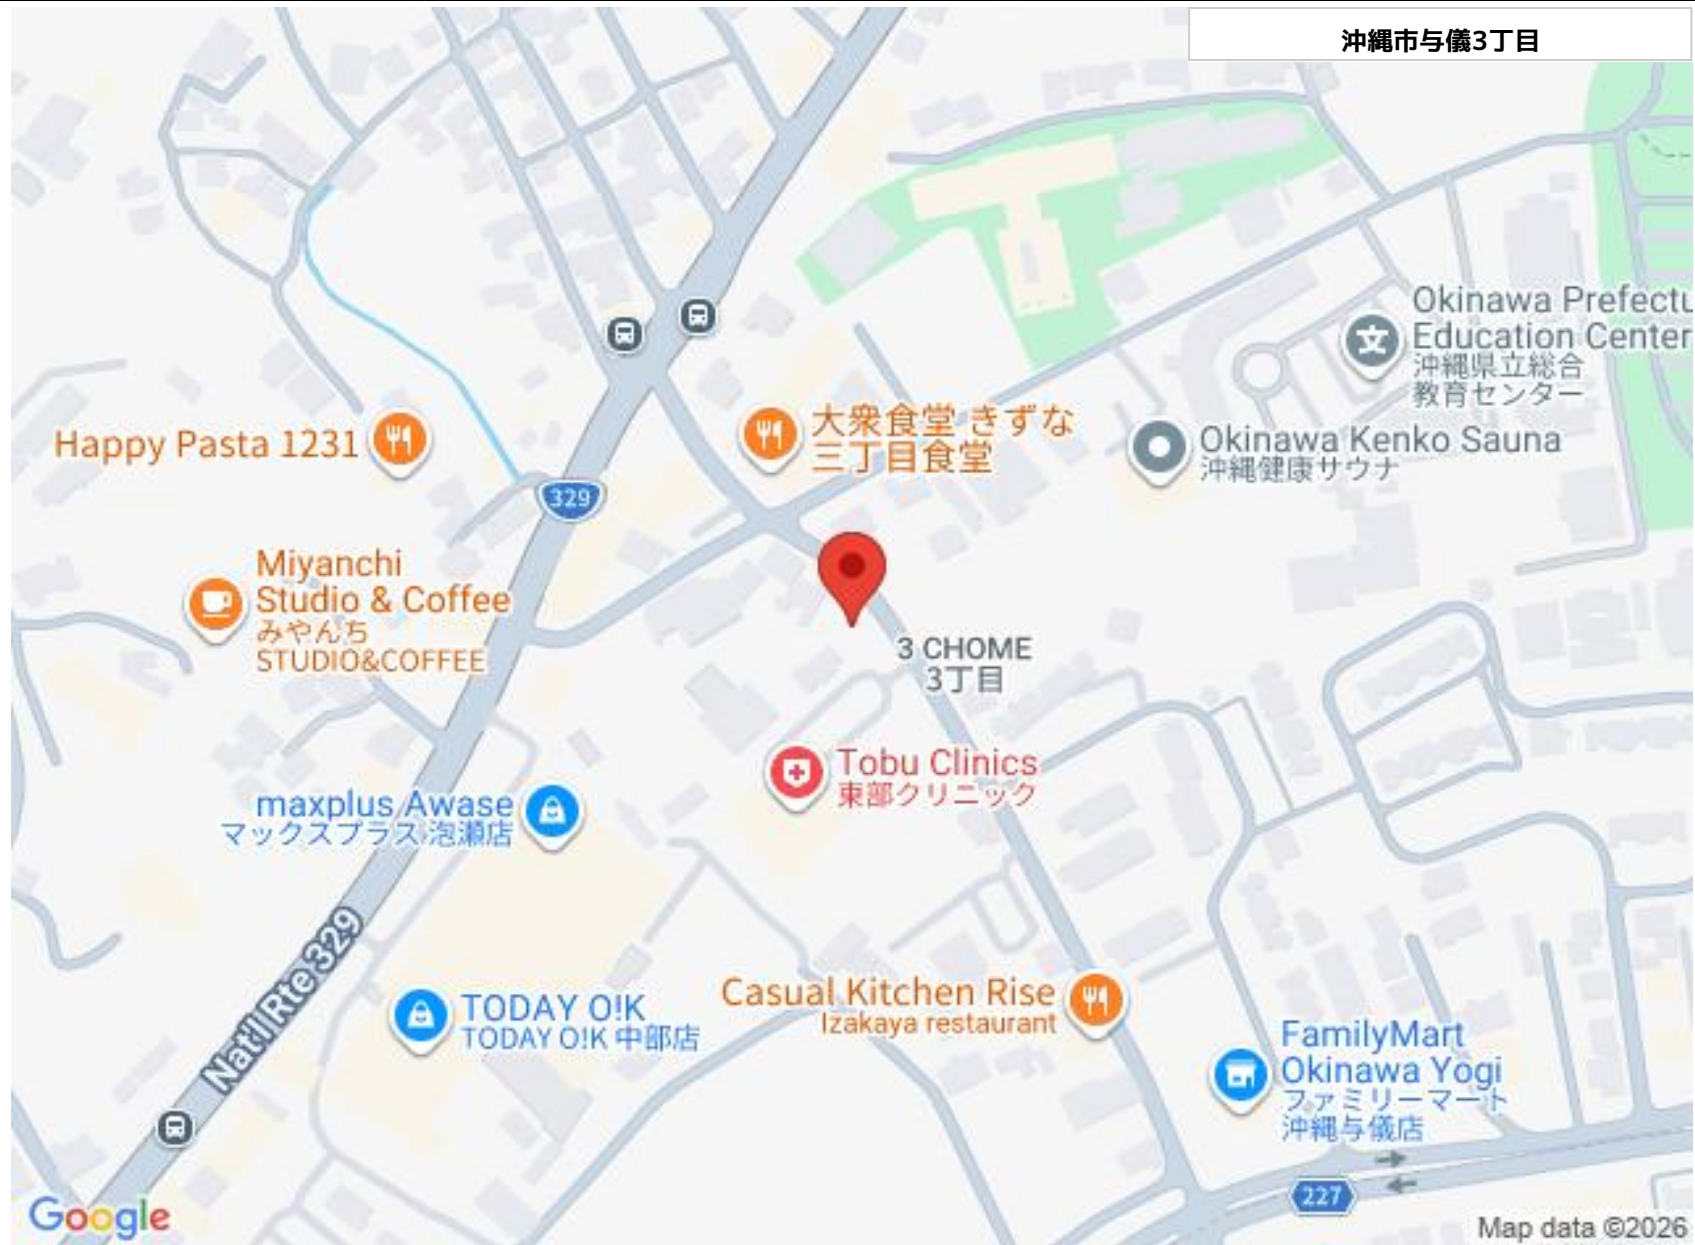 沖縄市与儀3丁目
Okinawa Prefectu
Education Center
沖縄県立総合
教育センター
大衆食堂 きずな
三丁目食堂
Happy Pasta 1231
Okinawa Kenko Sauna
沖縄健康サウナ
329
Miyanchi
Studio & Coffee
みやんち
STUDIO&COFFEE
3 CHOME
3丁目
Tobu Clinics
東部クリニック
maxplus Awase
マックスプラス 泡瀬店
Nat'l Rte 329
TODAY O!K
TODAY O!K 中部店
Casual Kitchen Rise
Izakaya restaurant
FamilyMart
Okinawa Yogi
ファミリーマート
沖縄与儀店
227
Google
Map data ©2026